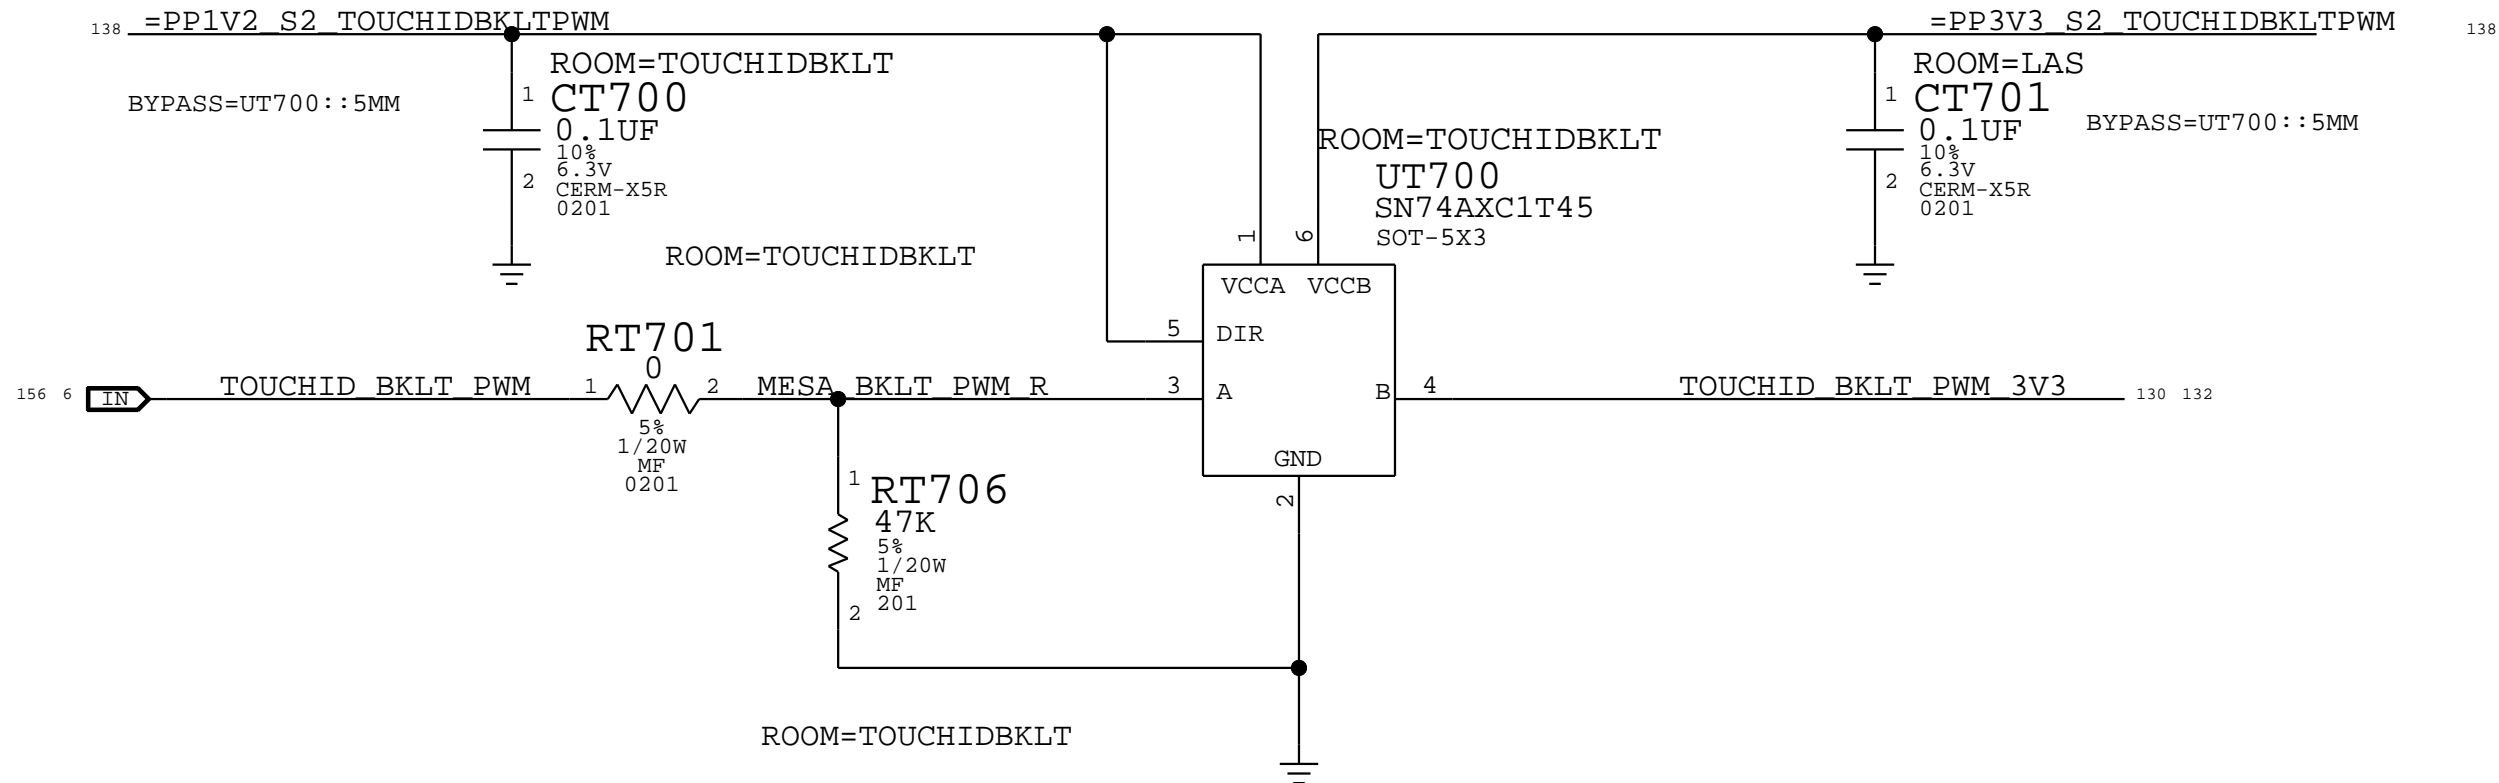 138 =PP1V2_S2_TOUCHIDBKLTPWM
=PP3V3_S2_TOUCHIDBKLTPWM 138
ROOM=TOUCHIDBKLT
1 CT700
BYPASS=UT700::5MM
0.1UF
10%
6.3V
2 CERM-X5R
0201
ROOM=LAS
1 CT701
BYPASS=UT700::5MM
0.1UF
10%
6.3V
2 CERM-X5R
0201
ROOM=TOUCHIDBKLT
UT700
SN74AXC1T45
SOT-5X3
ROOM=TOUCHIDBKLT
1 6
VCCA VCCB
5 DIR
RT701
0
156 6 IN TOUCHID_BKLT_PWM 1 2 MESA_BKLT_PWM_R 3 A B 4 TOUCHID_BKLT_PWM_3V3 130 132
5%
1/20W
MF
0201
GND
2
1 RT706
47K
5%
1/20W
MF
201
2
ROOM=TOUCHIDBKLT